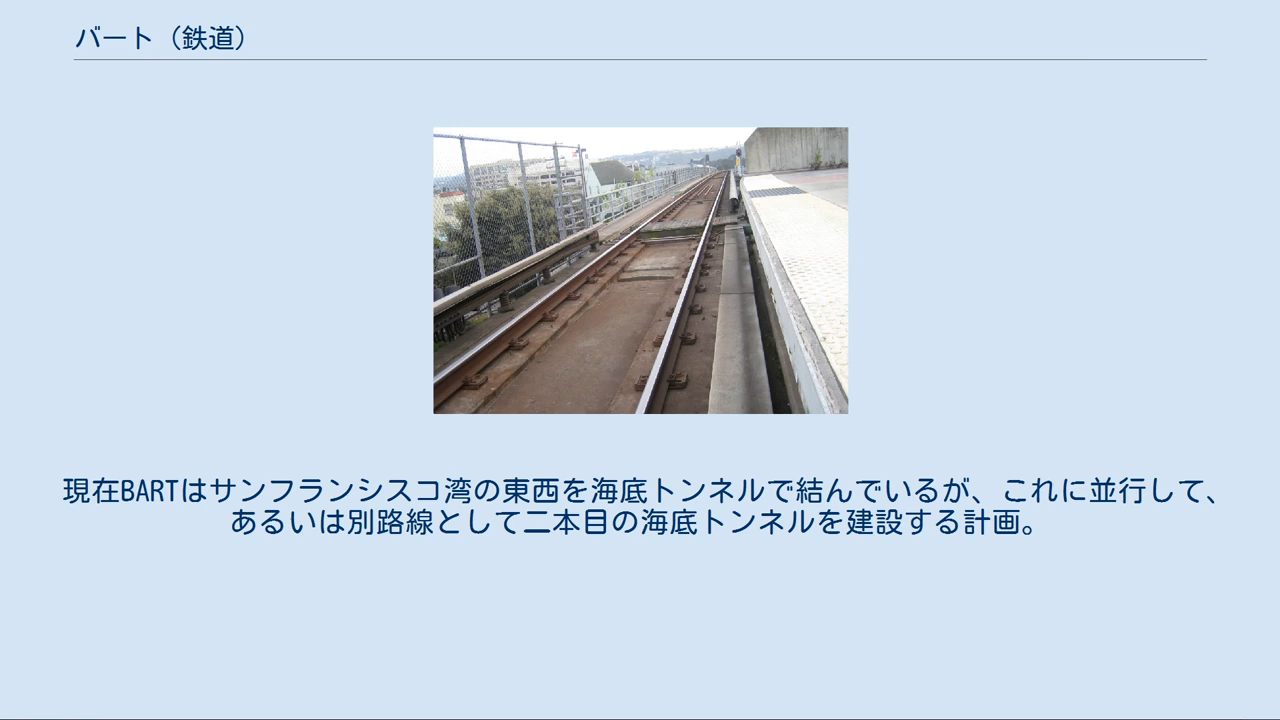 バート（鉄道）
現在BARTはサンフランシスコ湾の東西を海底トンネルで結んでいるが、これに並行して、
あるいは別路線として二本目の海底トンネルを建設する計画。